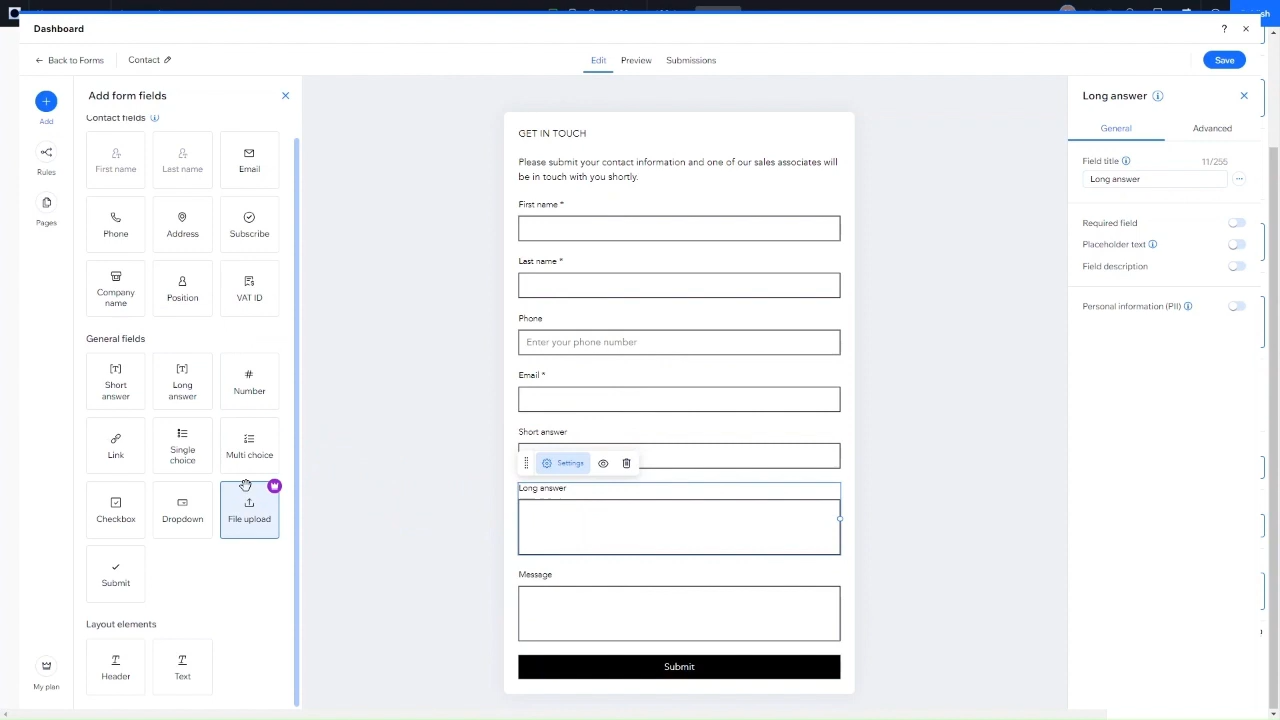 Dashboard
?
Back to Forms
Contact
Edit
Preview
Submissions
Save
Add
Rules
Pages
My plan
Add form fields
Contact fields
First name
Last name
Email
Phone
Address
Subscribe
Company
name
Position
VAT ID
General fields
Short
answer
Long
answer
Number
Link
Single
choice
Multi choice
Checkbox
Dropdown
File upload
Submit
Layout elements
Header
Text
GET IN TOUCH
Please submit your contact information and one of our sales associates will
be in touch with you shortly.
First name *
Last name *
Phone
Enter your phone number
Email *
Short answer
Settings
Long answer
Message
Submit
Long answer
General
Advanced
Field title
11/255
Long answer
Required field
Placeholder text
Field description
Personal information (PII)